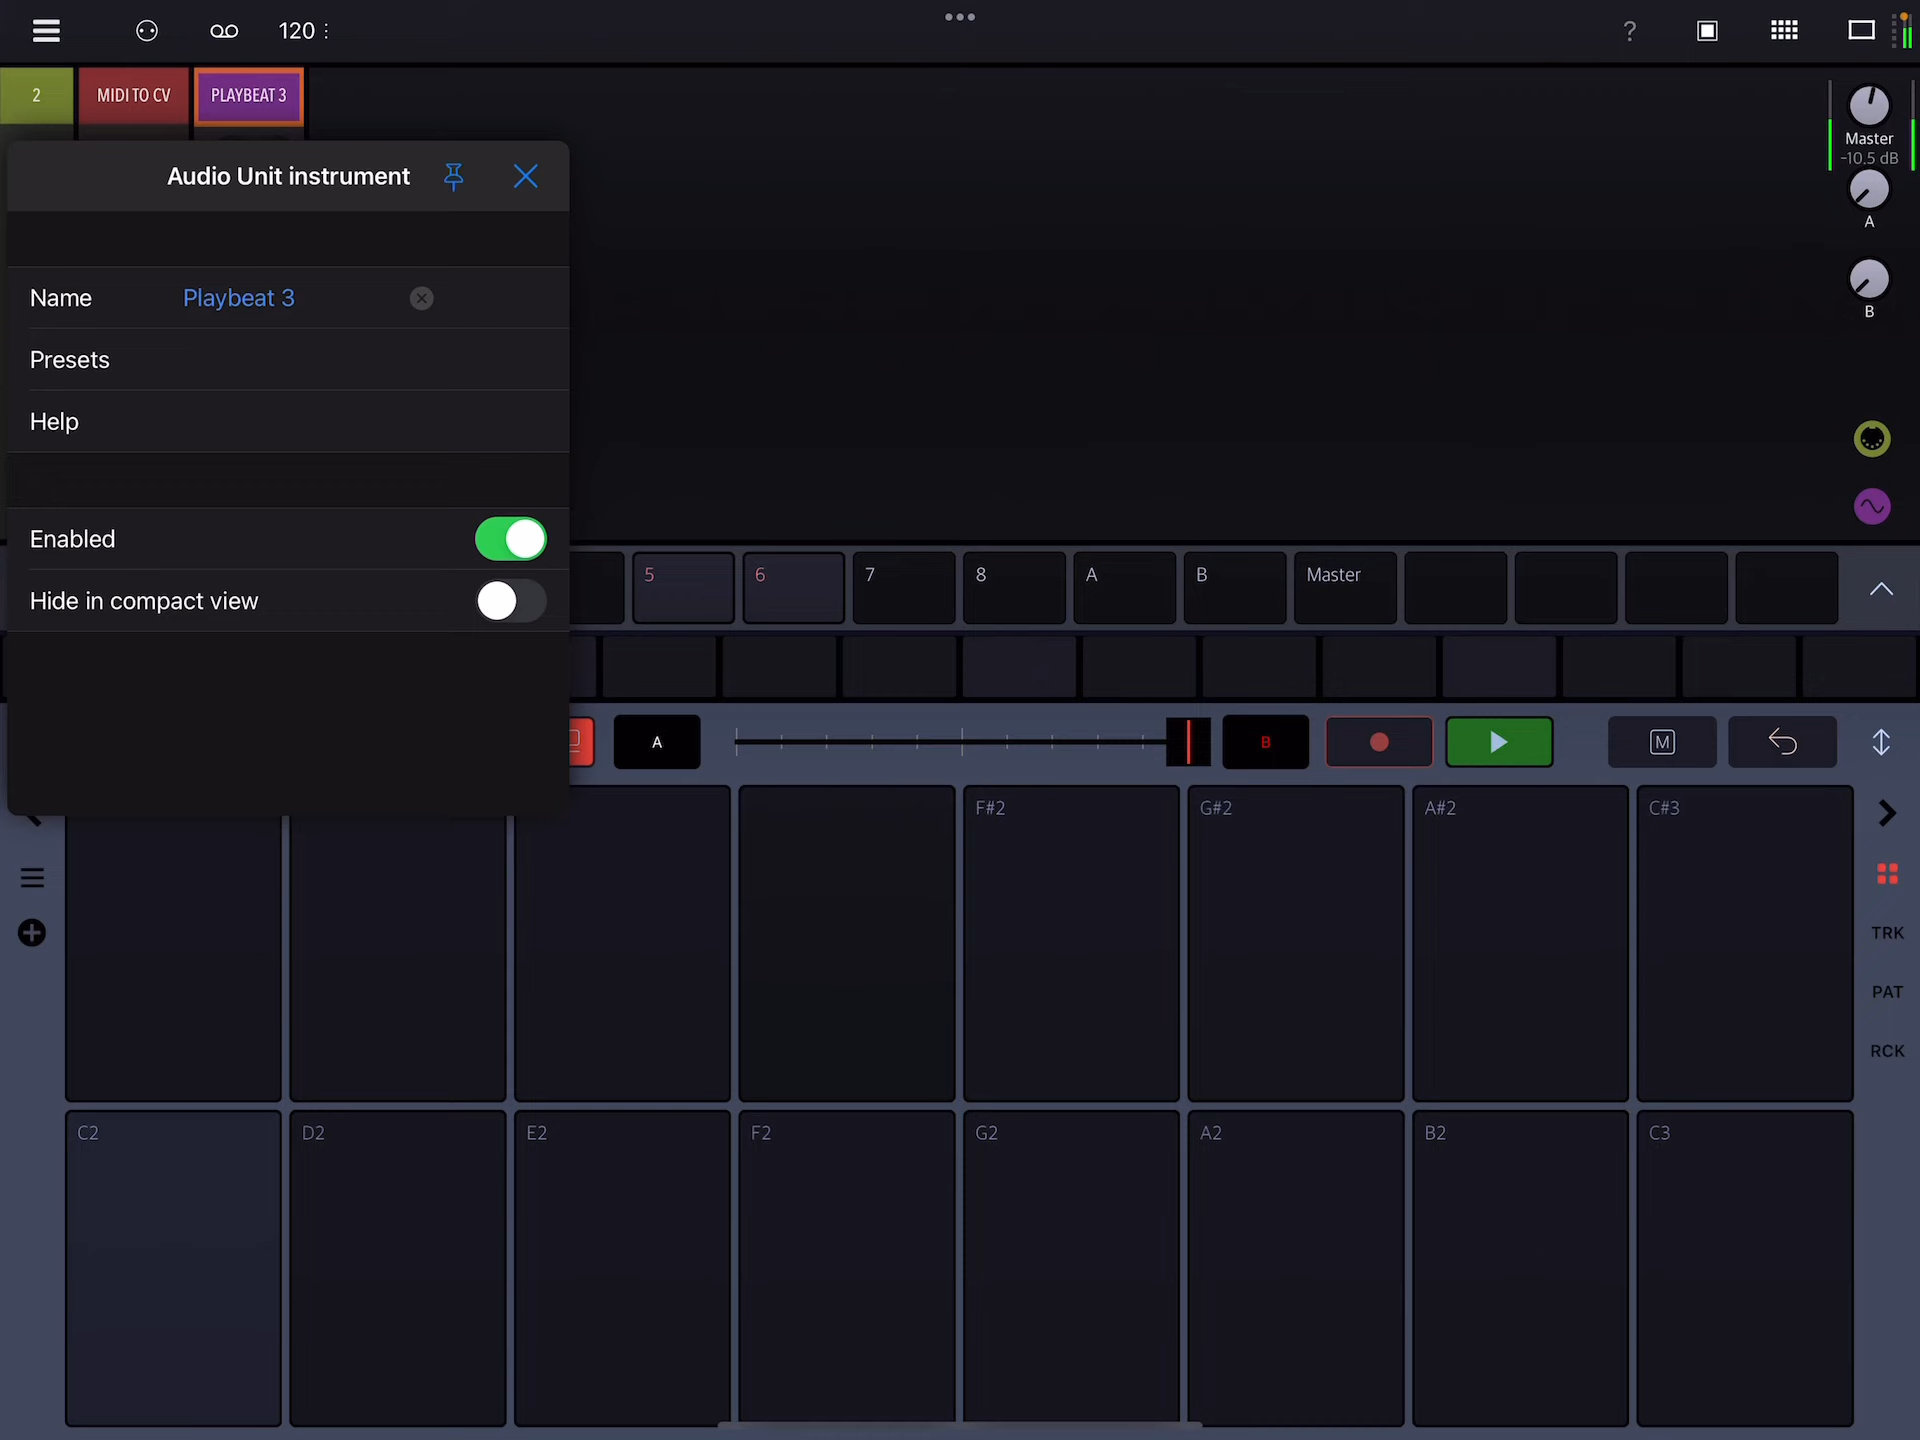 120
?
2
MIDI TO CV
PLAYBEAT 3
Master
-10.5 dB
A
B
Audio Unit instrument
Name
Playbeat 3
Presets
Help
Enabled
Hide in compact view
5
6
7
8
A
B
Master
A
B
M
F#2
G#2
A#2
C#3
TRK
PAT
RCK
C2
D2
E2
F2
G2
A2
B2
C3